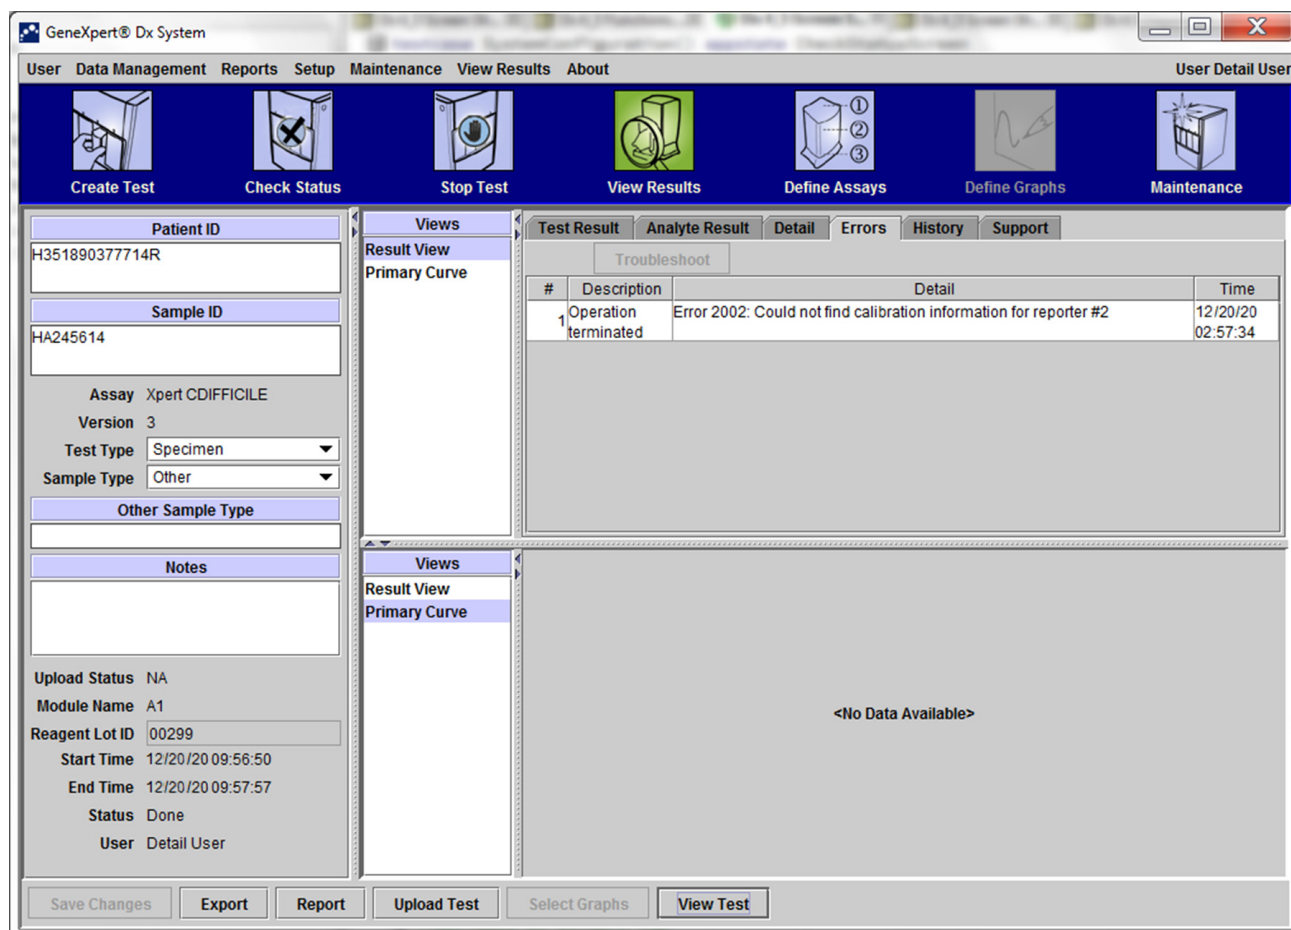 GeneXpert® Dx System
User Data Management Reports Setup Maintenance View Results About User Detail User
① ② ③
Create Test Check Status Stop Test View Results Define Assays Define Graphs Maintenance
Patient ID
H351890377714R
Sample ID
HA245614
Assay Xpert CDIFFICILE
Version 3
Test Type Specimen
Sample Type Other
Other Sample Type
Notes
Upload Status NA
Module Name A1
Reagent Lot ID 00299
Start Time 12/20/20 09:56:50
End Time 12/20/20 09:57:57
Status Done
User Detail User
Views
Result View
Primary Curve
Test Result Analyte Result Detail Errors History Support
Troubleshoot
# Description Detail Time
1 Operation terminated Error 2002: Could not find calibration information for reporter #2 12/20/20 02:57:34
Views
Result View
Primary Curve
<No Data Available>
Save Changes Export Report Upload Test Select Graphs View Test